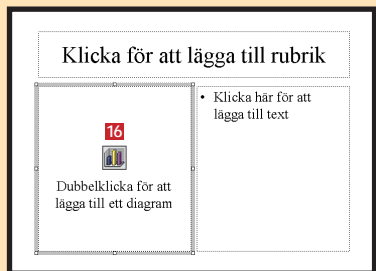 Klicka för att lägga till rubrik
16
Dubbelklicka för att
lägga till ett diagram
• Klicka här för att
lägga till text